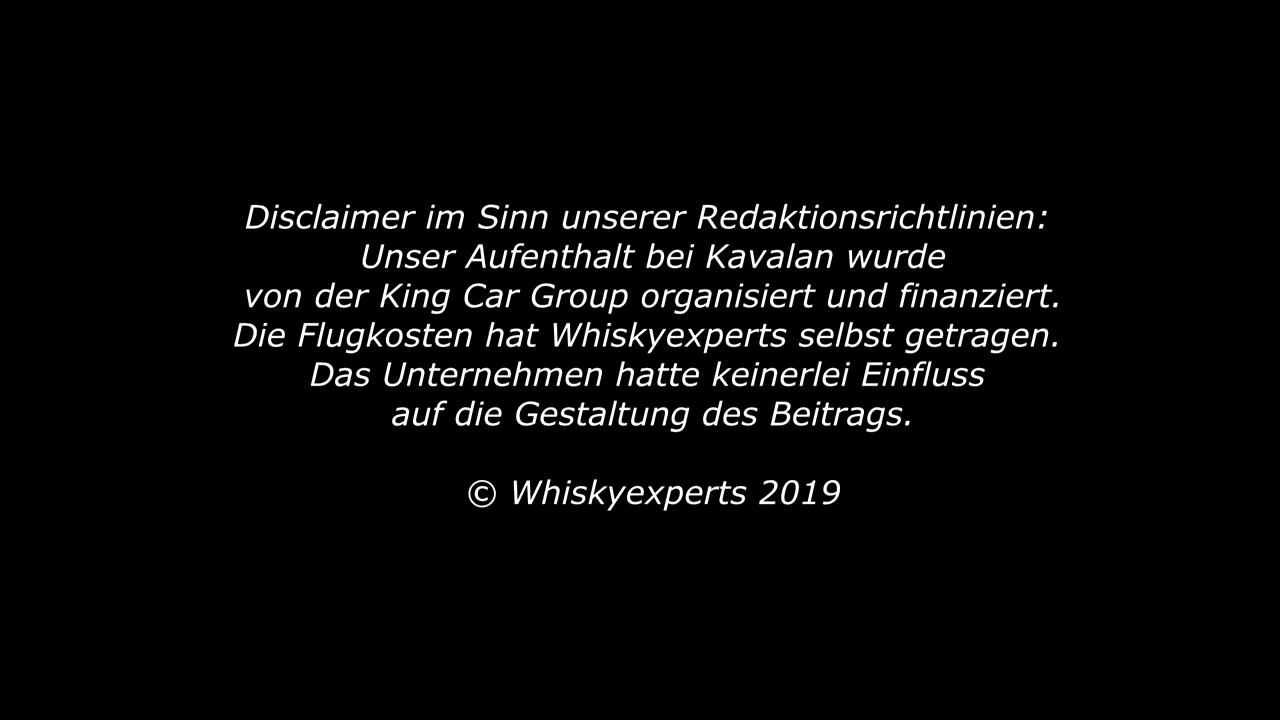 Disclaimer im Sinn unserer Redaktionsrichtlinien:
Unser Aufenthalt bei Kavalan wurde
von der King Car Group organisiert und finanziert.
Die Flugkosten hat Whiskyexperts selbst getragen.
Das Unternehmen hatte keinerlei Einfluss
auf die Gestaltung des Beitrags.
© Whiskyexperts 2019